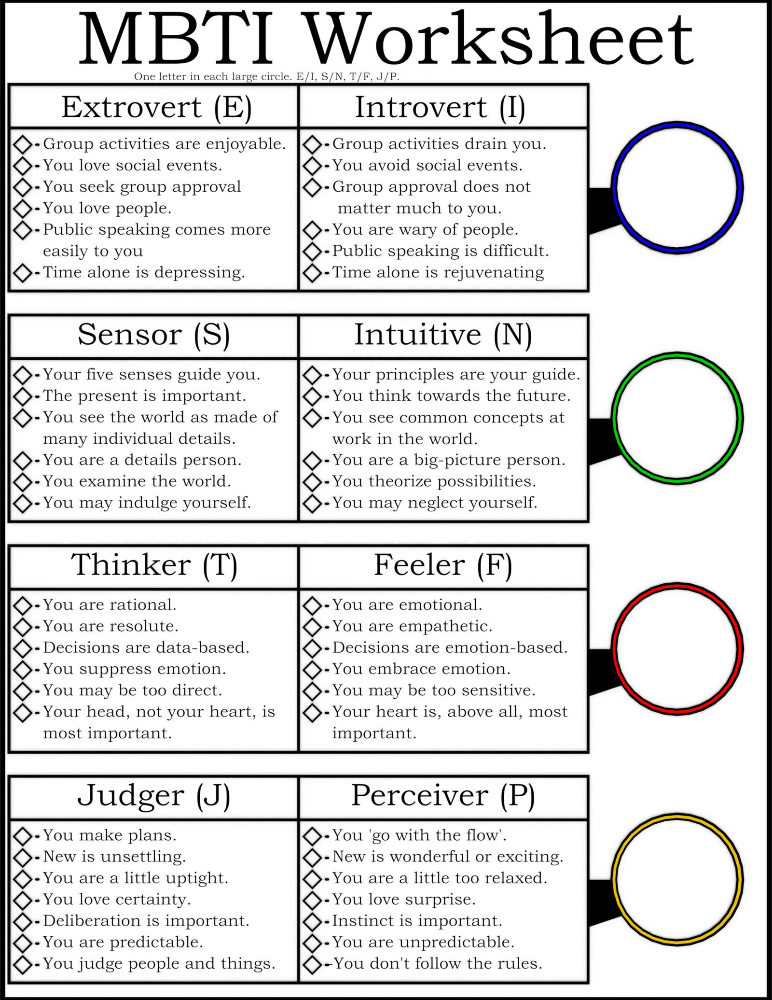 MBTI Worksheet
One letter in each large circle. E/I, S/N, T/F, J/P.
Extrovert (E)
- Group activities are enjoyable.
- You love social events.
- You seek group approval
- You love people.
- Public speaking comes more
easily to you
- Time alone is depressing.
Introvert (I)
- Group activities drain you.
- You avoid social events.
- Group approval does not
matter much to you.
- You are wary of people.
- Public speaking is difficult.
- Time alone is rejuvenating
Sensor (S)
- Your five senses guide you.
- The present is important.
- You see the world as made of
many individual details.
- You are a details person.
- You examine the world.
- You may indulge yourself.
Intuitive (N)
- Your principles are your guide.
- You think towards the future.
- You see common concepts at
work in the world.
- You are a big-picture person.
- You theorize possibilities.
- You may neglect yourself.
Thinker (T)
- You are rational.
- You are resolute.
- Decisions are data-based.
- You suppress emotion.
- You may be too direct.
- Your head, not your heart, is
most important.
Feeler (F)
- You are emotional.
- You are empathetic.
- Decisions are emotion-based.
- You embrace emotion.
- You may be too sensitive.
- Your heart is, above all, most
important.
Judger (J)
- You make plans.
- New is unsettling.
- You are a little uptight.
- You love certainty.
- Deliberation is important.
- You are predictable.
- You judge people and things.
Perceiver (P)
- You 'go with the flow'.
- New is wonderful or exciting.
- You are a little too relaxed.
- You love surprise.
- Instinct is important.
- You are unpredictable.
- You don't follow the rules.